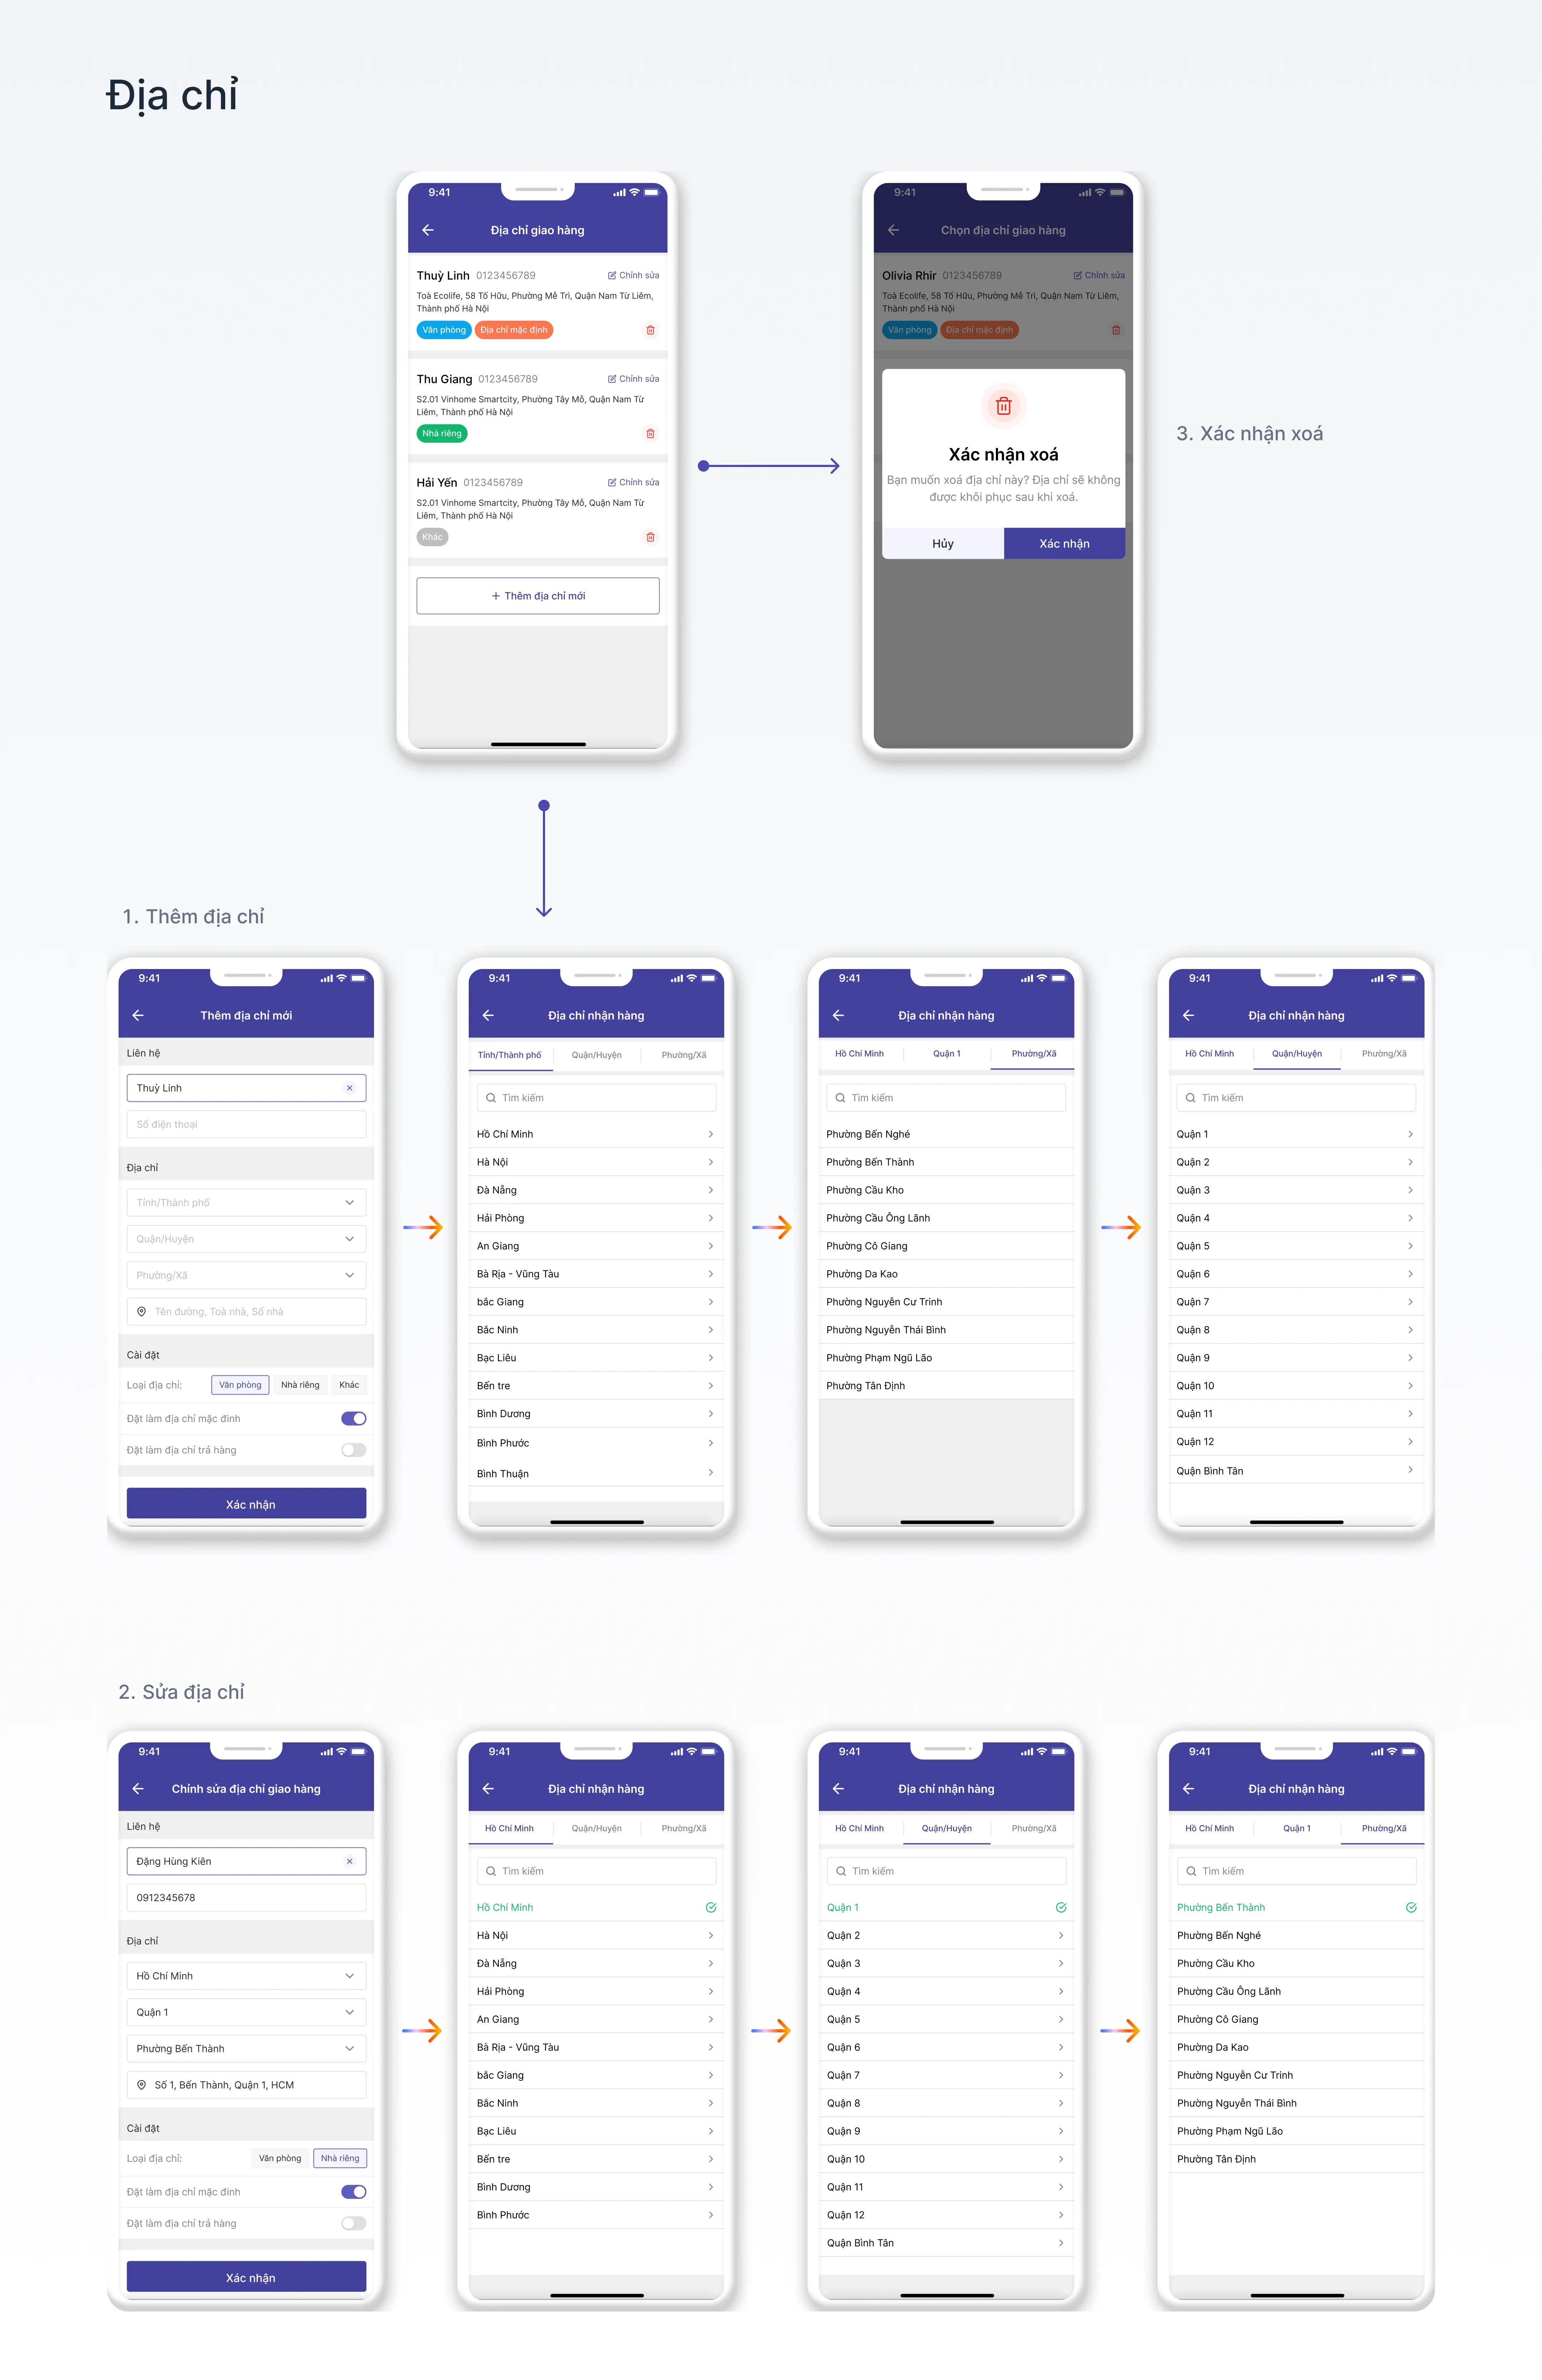 Địa chỉ
9:41
Địa chỉ giao hàng
Thuỳ Linh 0123456789 Chỉnh sửa
Toà Ecolife, 58 Tố Hữu, Phường Mễ Trì, Quận Nam Từ Liêm,
Thành phố Hà Nội
Văn phòng Địa chỉ mặc định
Thu Giang 0123456789 Chỉnh sửa
S2.01 Vinhome Smartcity, Phường Tây Mỗ, Quận Nam Từ
Liêm, Thành phố Hà Nội
Nhà riêng
Hải Yến 0123456789 Chỉnh sửa
S2.01 Vinhome Smartcity, Phường Tây Mỗ, Quận Nam Từ
Liêm, Thành phố Hà Nội
Khác
+ Thêm địa chỉ mới
9:41
Chọn địa chỉ giao hàng
Olivia Rhir 0123456789 Chỉnh sửa
Toà Ecolife, 58 Tố Hữu, Phường Mễ Trì, Quận Nam Từ Liêm,
Thành phố Hà Nội
Văn phòng Địa chỉ mặc định
Xác nhận xoá
Bạn muốn xoá địa chỉ này? Địa chỉ sẽ không
được khôi phục sau khi xoá.
Hủy Xác nhận
3. Xác nhận xoá
1. Thêm địa chỉ
9:41
Thêm địa chỉ mới
Liên hệ
Thuỳ Linh
Số điện thoại
Địa chỉ
Tỉnh/Thành phố
Quận/Huyện
Phường/Xã
Tên đường, Toà nhà, Số nhà
Cài đặt
Loại địa chỉ: Văn phòng Nhà riêng Khác
Đặt làm địa chỉ mặc đinh
Đặt làm địa chỉ trả hàng
Xác nhận
9:41
Địa chỉ nhận hàng
Tỉnh/Thành phố Quận/Huyện Phường/Xã
Tìm kiếm
Hồ Chí Minh
Hà Nội
Đà Nẵng
Hải Phòng
An Giang
Bà Rịa - Vũng Tàu
bắc Giang
Bắc Ninh
Bạc Liêu
Bến tre
Bình Dương
Bình Phước
Bình Thuận
9:41
Địa chỉ nhận hàng
Hồ Chí Minh Quận 1 Phường/Xã
Tìm kiếm
Phường Bến Nghé
Phường Bến Thành
Phường Cầu Kho
Phường Cầu Ông Lãnh
Phường Cô Giang
Phường Da Kao
Phường Nguyễn Cư Trinh
Phường Nguyễn Thái Bình
Phường Phạm Ngũ Lão
Phường Tân Định
9:41
Địa chỉ nhận hàng
Hồ Chí Minh Quận/Huyện Phường/Xã
Tìm kiếm
Quận 1
Quận 2
Quận 3
Quận 4
Quận 5
Quận 6
Quận 7
Quận 8
Quận 9
Quận 10
Quận 11
Quận 12
Quận Bình Tân
2. Sửa địa chỉ
9:41
Chỉnh sửa địa chỉ giao hàng
Liên hệ
Đặng Hùng Kiên
0912345678
Địa chỉ
Hồ Chí Minh
Quận 1
Phường Bến Thành
Số 1, Bến Thành, Quận 1, HCM
Cài đặt
Loại địa chỉ: Văn phòng Nhà riêng
Đặt làm địa chỉ mặc đinh
Đặt làm địa chỉ trả hàng
Xác nhận
9:41
Địa chỉ nhận hàng
Hồ Chí Minh Quận/Huyện Phường/Xã
Tìm kiếm
Hồ Chí Minh
Hà Nội
Đà Nẵng
Hải Phòng
An Giang
Bà Rịa - Vũng Tàu
bắc Giang
Bắc Ninh
Bạc Liêu
Bến tre
Bình Dương
Bình Phước
9:41
Địa chỉ nhận hàng
Hồ Chí Minh Quận/Huyện Phường/Xã
Tìm kiếm
Quận 1
Quận 2
Quận 3
Quận 4
Quận 5
Quận 6
Quận 7
Quận 8
Quận 9
Quận 10
Quận 11
Quận 12
Quận Bình Tân
9:41
Địa chỉ nhận hàng
Hồ Chí Minh Quận 1 Phường/Xã
Tìm kiếm
Phường Bến Thành
Phường Bến Nghé
Phường Cầu Kho
Phường Cầu Ông Lãnh
Phường Cô Giang
Phường Da Kao
Phường Nguyễn Cư Trinh
Phường Nguyễn Thái Bình
Phường Phạm Ngũ Lão
Phường Tân Định